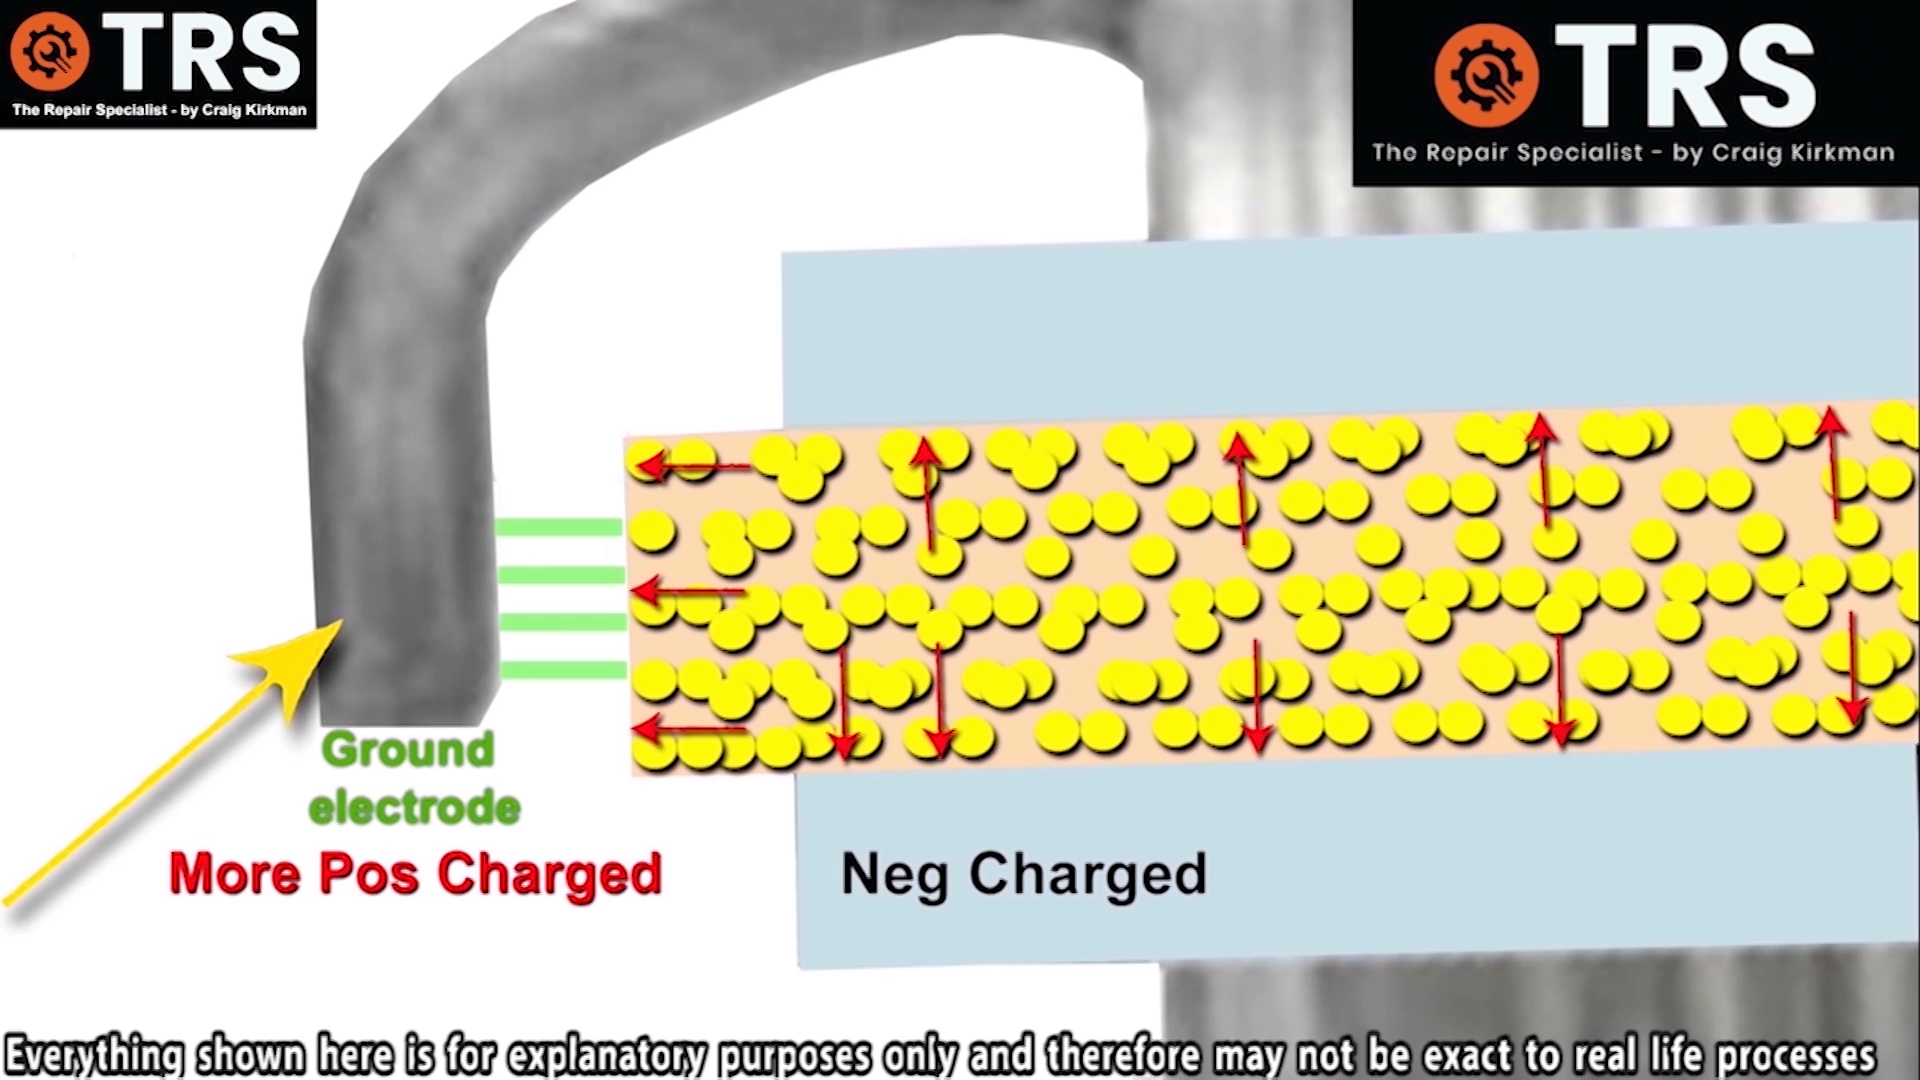 TRS
The Repair Specialist - by Craig Kirkman
TRS
The Repair Specialist - by Craig Kirkman
Ground
electrode
More Pos Charged
Neg Charged
Everything shown here is for explanatory purposes only and therefore may not be exact to real life processes